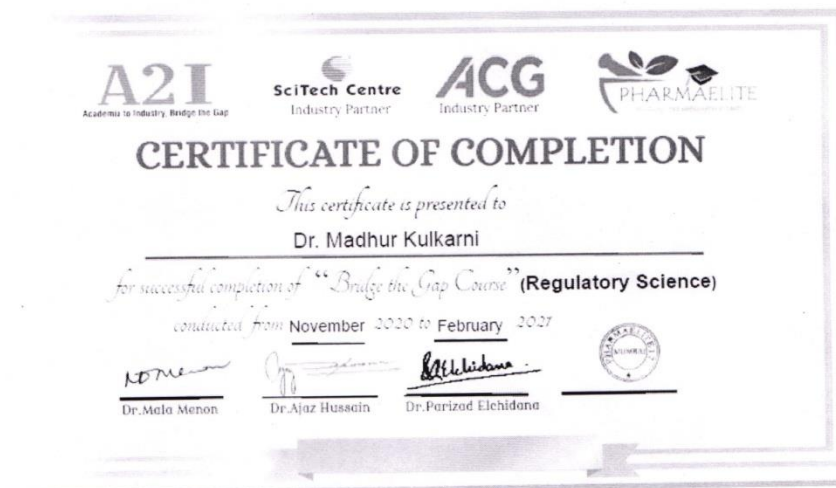 A2I
Academia to Industry, Bridge the Gap
SciTech Centre
Industry Partner
ACG
Industry Partner
PHARMAELITE
CERTIFICATE OF COMPLETION
This certificate is presented to
Dr. Madhur Kulkarni
for successful completion of “Bridge the Gap Course” (Regulatory Science)
conducted from November 2020 to February 2021
Dr.Mala Menon
Dr.Ajaz Hussain
Dr.Parizad Elchidana
PHARMAELITE
MUMBAI